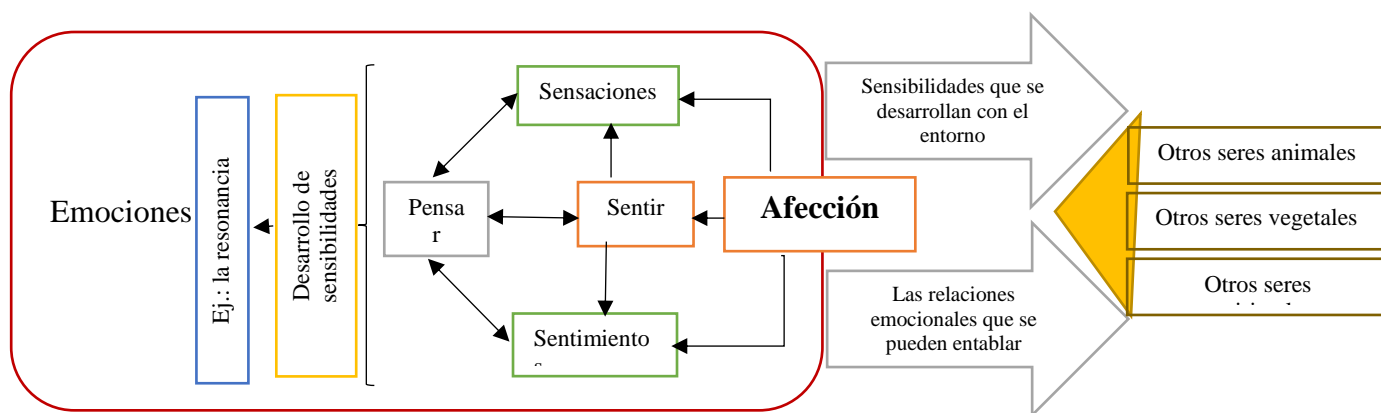 Emociones
Ej.: la resonancia
Desarrollo de
sensibilidades
Pensa
r
Sensaciones
Sentir
Sentimiento
Afección
Sensibilidades que se
desarrollan con el
entorno
Las relaciones
emocionales que se
pueden entablar
Otros seres animales
Otros seres vegetales
Otros seres